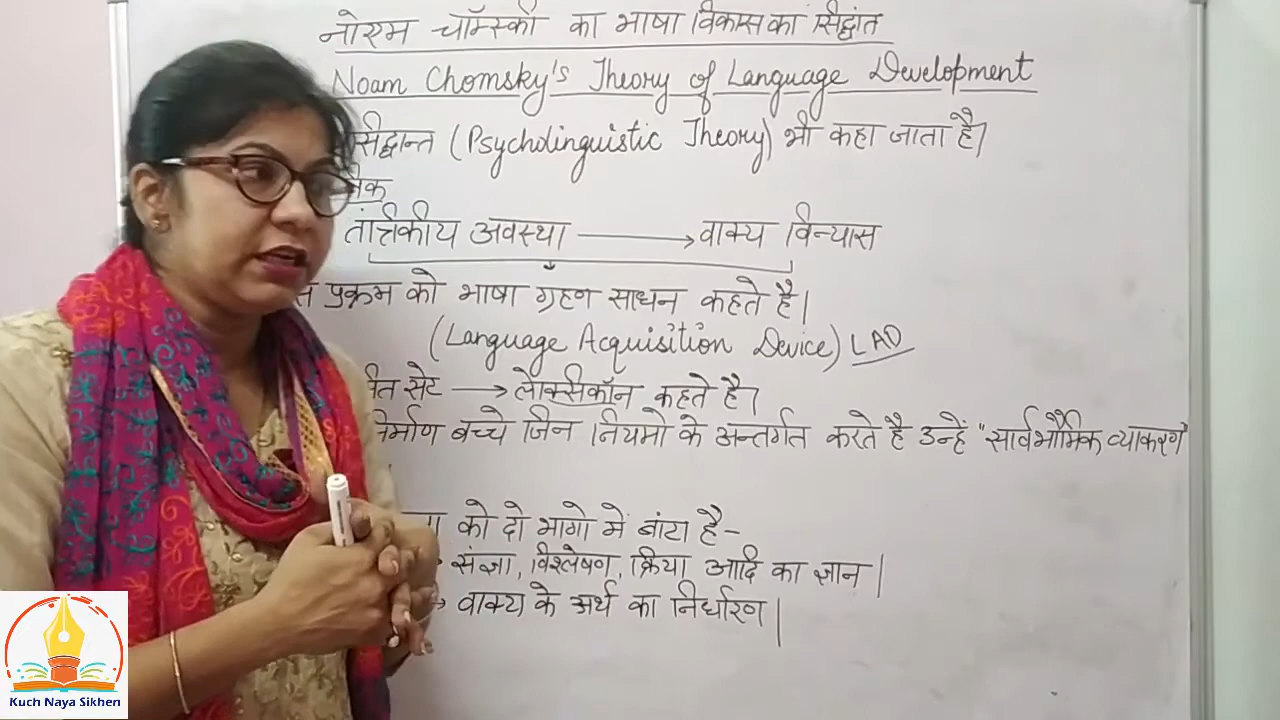 नोएम चॉम्स्की का भाषा विकास का सिद्धांत
Noam Chomsky's Theory of Language Development
सिद्धान्त (Psycholinguistic Theory) भी कहा जाता है।
तांत्रिकीय अवस्था → वाक्य विन्यास
प्रक्रम को भाषा ग्रहण साधन कहते है।
(Language Acquisition Device) LAD
सेट → लेक्सीकॉन कहते है।
निर्माण बच्चे जिन नियमो के अन्तर्गत करते है उन्हें "सार्वभौमिक व्याकरण"
को दो भागो में बांटा है-
संज्ञा, विश्लेषण, क्रिया आदि का ज्ञान।
→ वाक्य के अर्थ का निर्धारण।
Kuch Naya Sikhen